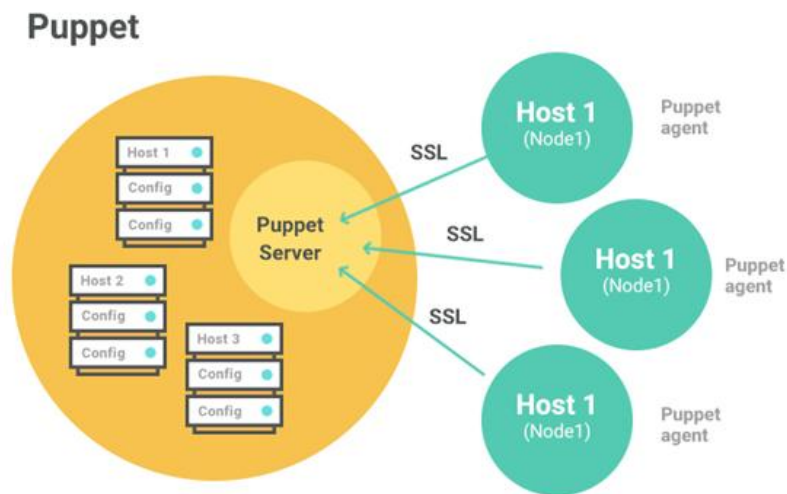 Puppet
Host 1
Config
Config
Host 2
Config
Config
Host 3
Config
Config
Puppet
Server
SSL
SSL
SSL
Host 1
(Node1)
Puppet
agent
Host 1
(Node1)
Puppet
agent
Host 1
(Node1)
Puppet
agent